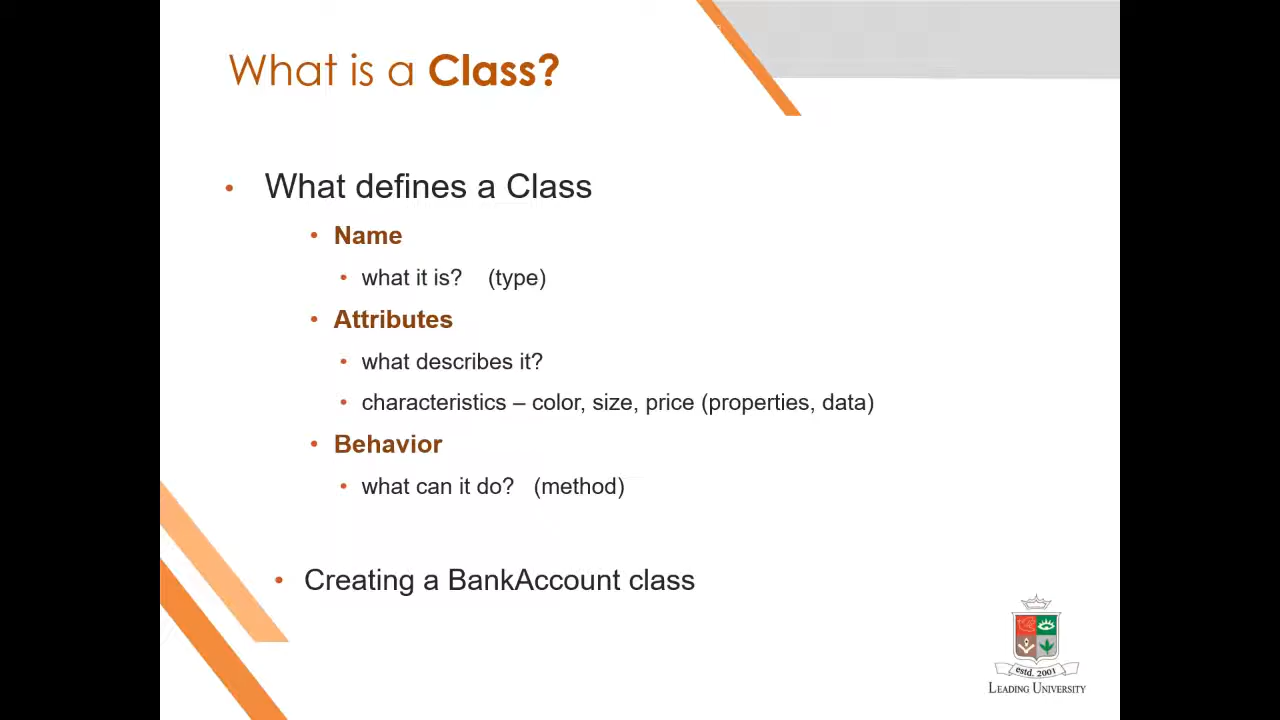 What is a Class?
• What defines a Class
• Name
• what it is? (type)
• Attributes
• what describes it?
• characteristics – color, size, price (properties, data)
• Behavior
• what can it do? (method)
• Creating a BankAccount class
estd. 2001
LEADING UNIVERSITY